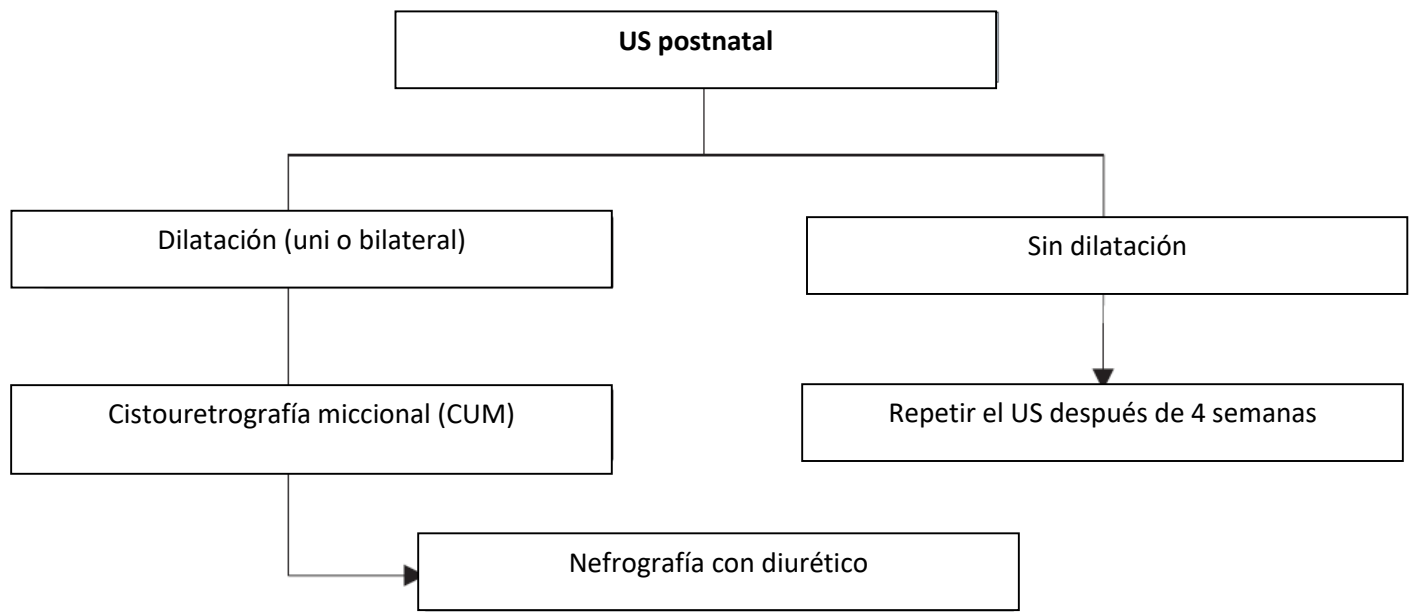 US postnatal
Dilatación (uni o bilateral)
Sin dilatación
Cistouretrografía miccional (CUM)
Repetir el US después de 4 semanas
Nefrografía con diurético